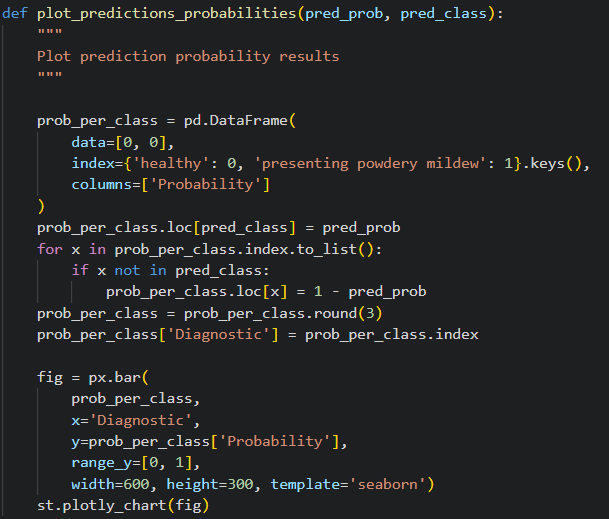 def plot_predictions_probabilities(pred_prob, pred_class):
    """
    Plot prediction probability results
    """

    prob_per_class = pd.DataFrame(
        data=[0, 0],
        index={'healthy': 0, 'presenting powdery mildew': 1}.keys(),
        columns=['Probability']
    )
    prob_per_class.loc[pred_class] = pred_prob
    for x in prob_per_class.index.to_list():
        if x not in pred_class:
            prob_per_class.loc[x] = 1 - pred_prob
    prob_per_class = prob_per_class.round(3)
    prob_per_class['Diagnostic'] = prob_per_class.index

    fig = px.bar(
        prob_per_class,
        x='Diagnostic',
        y=prob_per_class['Probability'],
        range_y=[0, 1],
        width=600, height=300, template='seaborn')
    st.plotly_chart(fig)